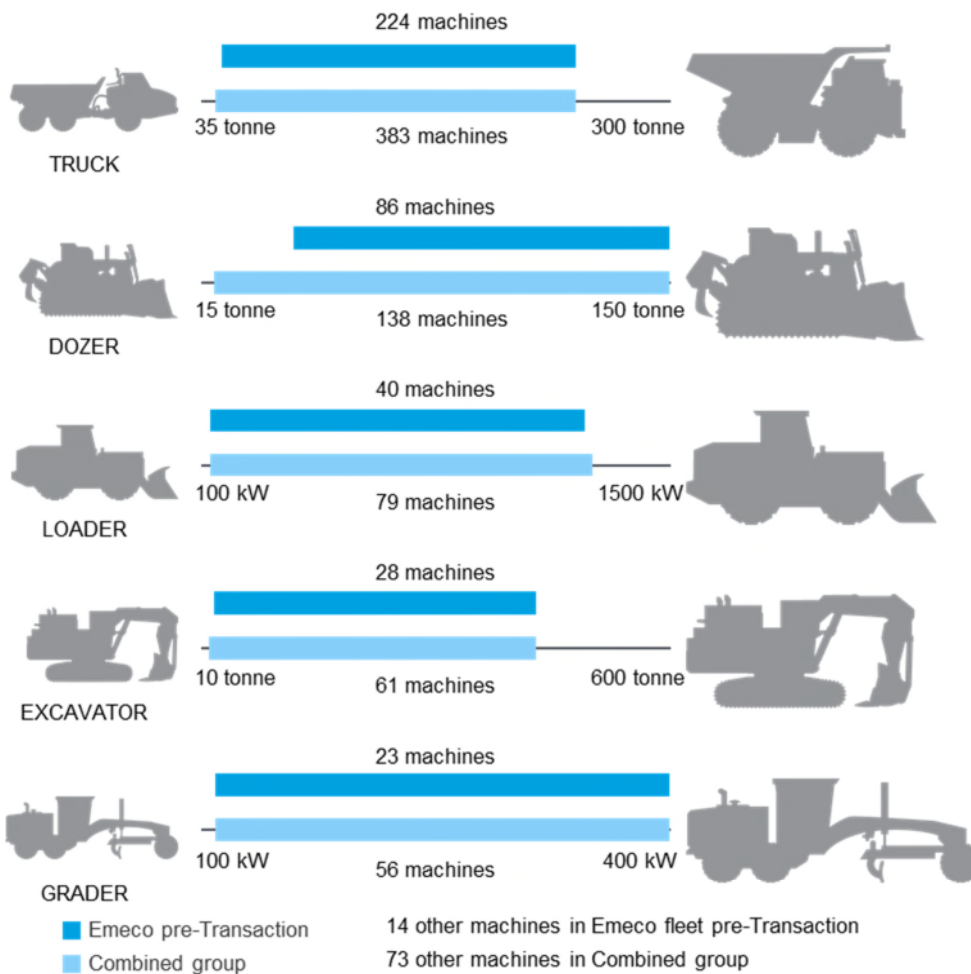 224 machines
35 tonne
300 tonne
383 machines
TRUCK
86 machines
15 tonne
150 tonne
138 machines
DOZER
40 machines
100 kW
1500 kW
79 machines
LOADER
28 machines
10 tonne
600 tonne
61 machines
EXCAVATOR
23 machines
100 kW
400 kW
56 machines
GRADER
Emeco pre-Transaction
14 other machines in Emeco fleet pre-Transaction
Combined group
73 other machines in Combined group